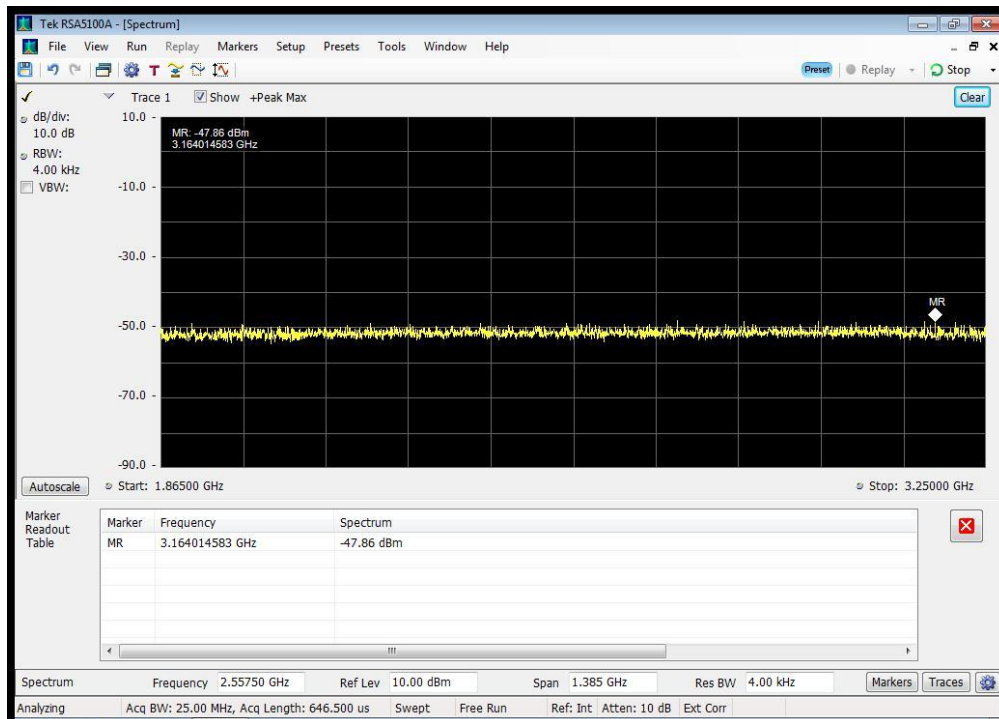 Tek RSA5100A - [Spectrum]
File View Run Replay Markers Setup Presets Tools Window Help
T Preset Replay Stop
Trace 1 Show +Peak Max Clear
dB/div:
10.0 dB
RBW:
4.00 kHz
VBW:
10.0
-10.0
-30.0
-50.0
-70.0
-90.0
MR: -47.86 dBm
3.164014583 GHz
MR
Autoscale Start: 1.86500 GHz Stop: 3.25000 GHz
Marker
Readout
Table
Marker Frequency Spectrum
MR 3.164014583 GHz -47.86 dBm
Spectrum Frequency 2.55750 GHz Ref Lev 10.00 dBm Span 1.385 GHz Res BW 4.00 kHz Markers Traces
Analyzing Acq BW: 25.00 MHz, Acq Length: 646.500 us Swept Free Run Ref: Int Atten: 10 dB Ext Corr